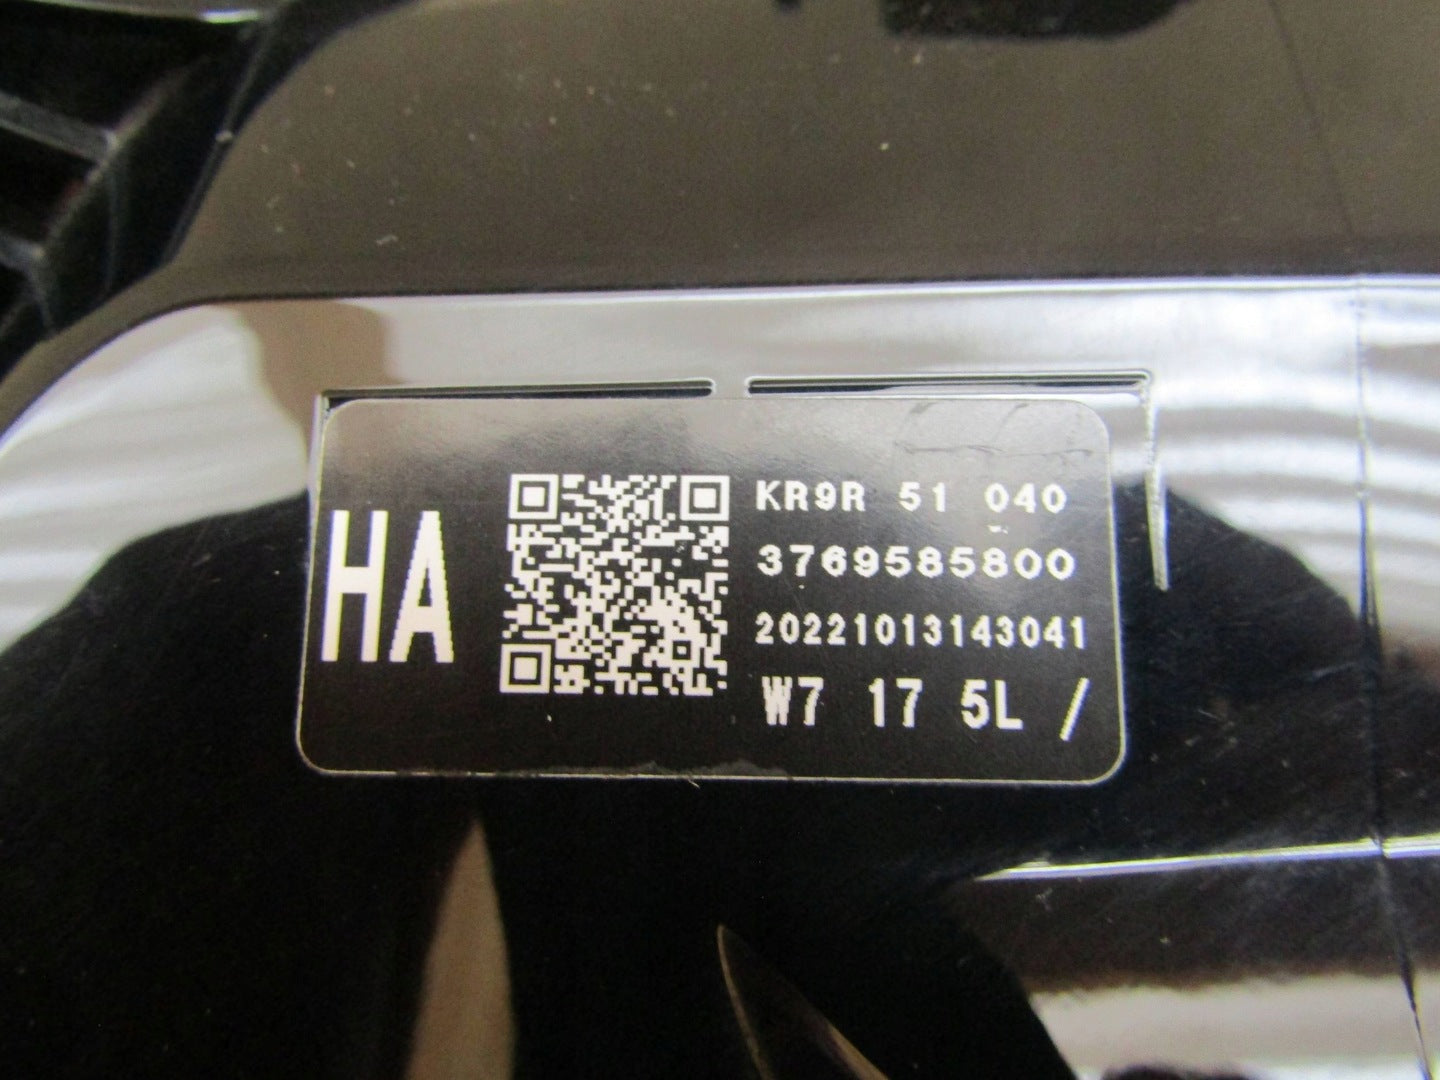 HA
KR9R 51 040
3769585800
20221013143041
W7 17 5L /